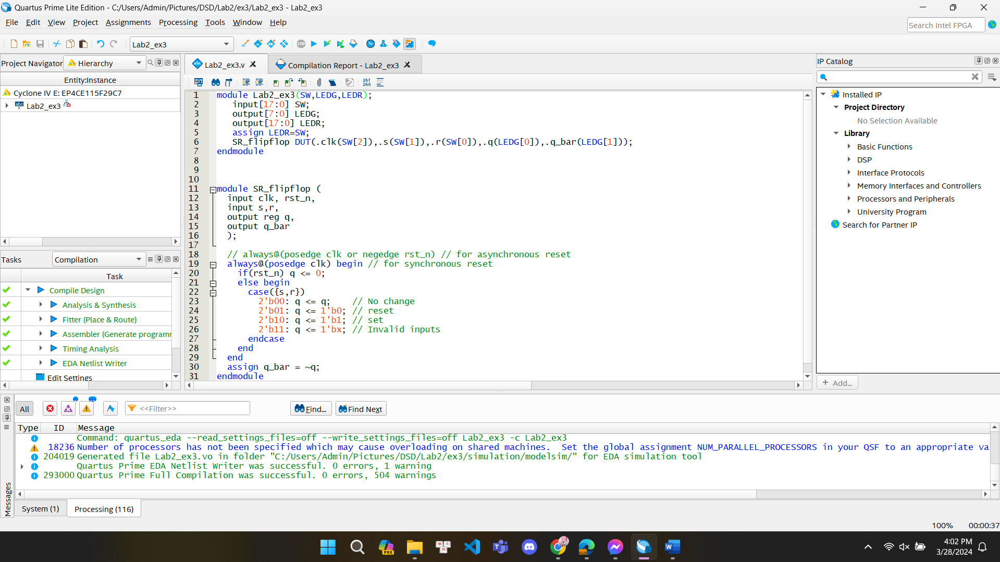 Quartus Prime Lite Edition - C:/Users/Admin/Pictures/DSD/Lab2/ex3/Lab2_ex3 - Lab2_ex3
File Edit View Project Assignments Processing Tools Window Help
Search Intel FPGA
Lab2_ex3
Project Navigator Hierarchy
Entity:Instance
Cyclone IV E: EP4CE115F29C7
Lab2_ex3
Tasks Compilation
Task
Compile Design
Analysis & Synthesis
Fitter (Place & Route)
Assembler (Generate programm
Timing Analysis
EDA Netlist Writer
Edit Settings
Lab2_ex3.v Compilation Report - Lab2_ex3
267
268
1 module Lab2_ex3(SW,LEDG,LEDR);
2 input[17:0] SW;
3 output[7:0] LEDG;
4 output[17:0] LEDR;
5 assign LEDR=SW;
6 SR_flipflop DUT(.clk(SW[2]),.s(SW[1]),.r(SW[0]),.q(LEDG[0]),.q_bar(LEDG[1]));
7 endmodule
8
9
10
11 module SR_flipflop (
12 input clk, rst_n,
13 input s,r,
14 output reg q,
15 output q_bar
16 );
17
18 // always@(posedge clk or negedge rst_n) // for asynchronous reset
19 always@(posedge clk) begin // for synchronous reset
20 if(rst_n) q <= 0;
21 else begin
22 case({s,r})
23 2'b00: q <= q; // No change
24 2'b01: q <= 1'b0; // reset
25 2'b10: q <= 1'b1; // set
26 2'b11: q <= 1'bx; // Invalid inputs
27 endcase
28 end
29 end
30 assign q_bar = ~q;
31 endmodule
IP Catalog
Installed IP
Project Directory
No Selection Available
Library
Basic Functions
DSP
Interface Protocols
Memory Interfaces and Controllers
Processors and Peripherals
University Program
Search for Partner IP
+ Add...
All <<Filter>> Find... Find Next
Type ID Message
Command: quartus_eda --read_settings_files=off --write_settings_files=off Lab2_ex3 -c Lab2_ex3
18236 Number of processors has not been specified which may cause overloading on shared machines. Set the global assignment NUM_PARALLEL_PROCESSORS in your QSF to an appropriate va
204019 Generated file Lab2_ex3.vo in folder "C:/Users/Admin/Pictures/DSD/Lab2/ex3/simulation/modelsim/" for EDA simulation tool
Quartus Prime EDA Netlist Writer was successful. 0 errors, 1 warning
293000 Quartus Prime Full Compilation was successful. 0 errors, 504 warnings
Messages
System (1) Processing (116)
100% 00:00:37
PRE
4:02 PM
3/28/2024